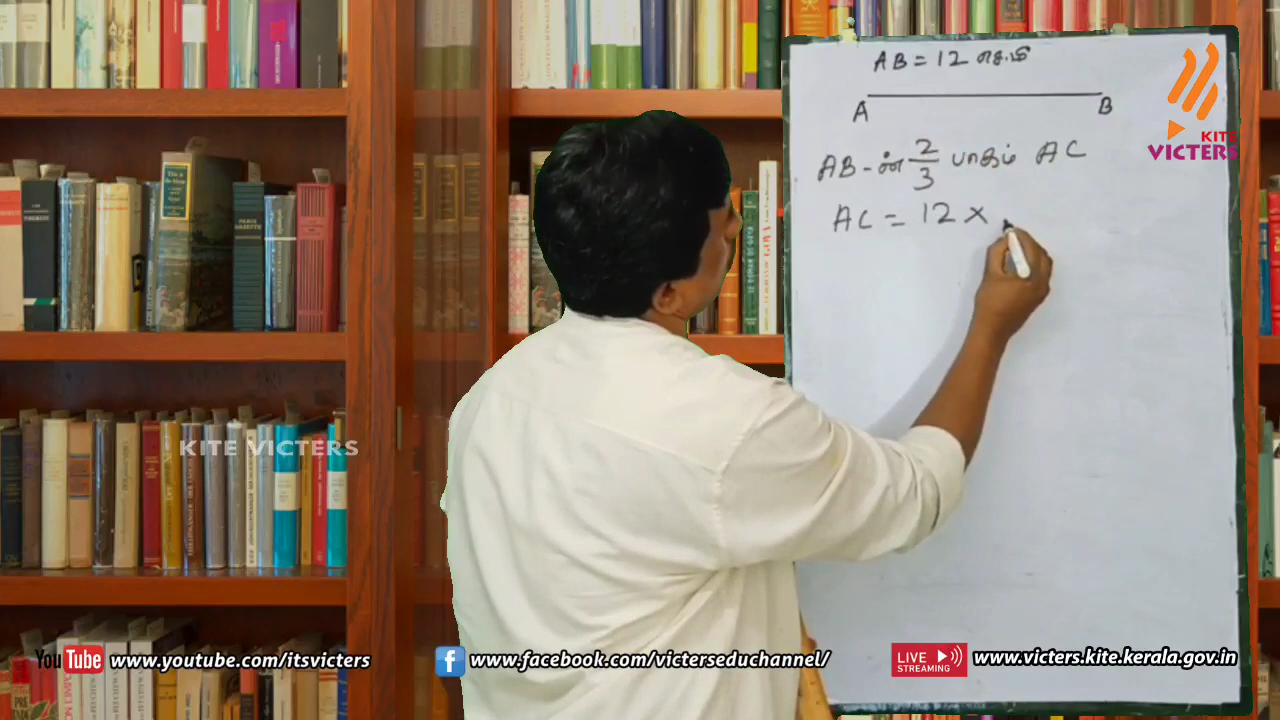 AB = 12 செ.மீ
A B
AB-ன் 2/3 பாகம் AC
AC = 12 ×
KITE
VICTERS
KITE VICTERS
YouTube www.youtube.com/itsvicters
f www.facebook.com/victerseduchannel/
LIVE
STREAMING
www.victers.kite.kerala.gov.in